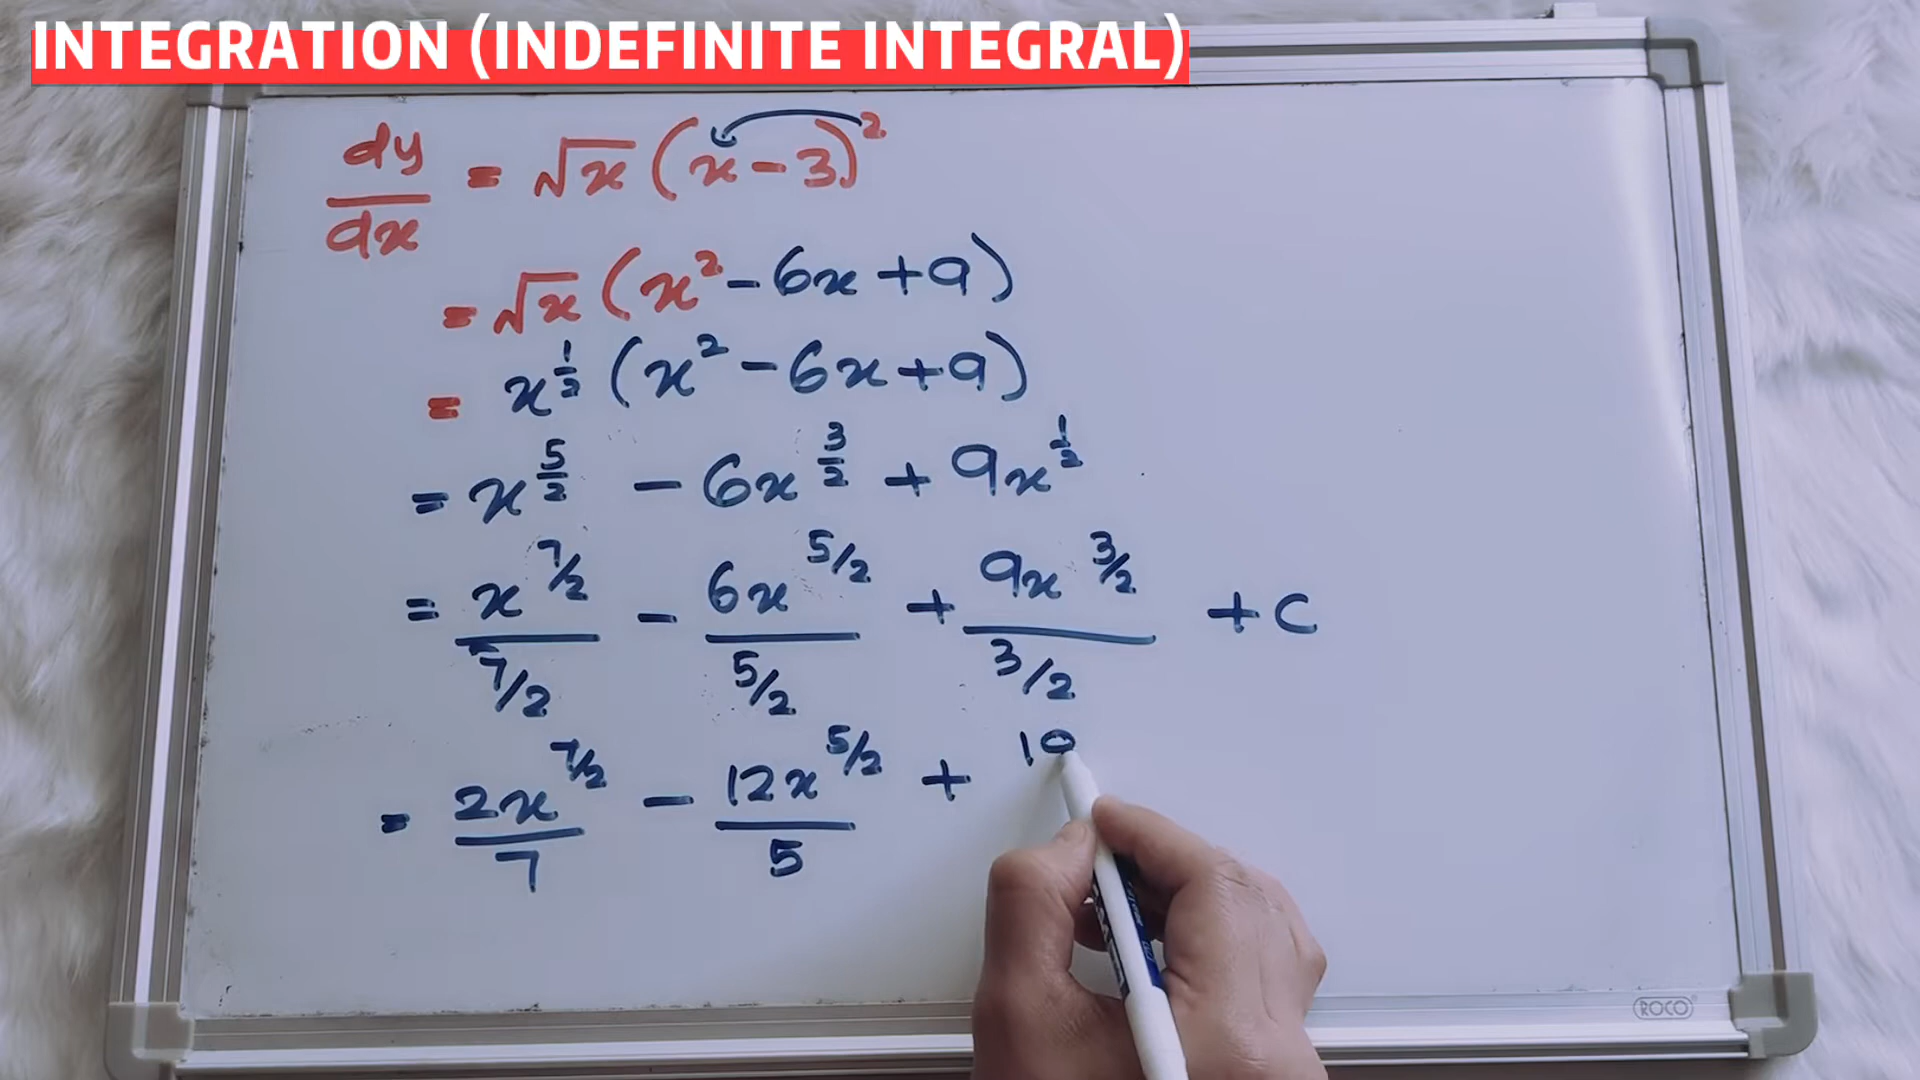 INTEGRATION (INDEFINITE INTEGRAL)
dy/dx = √x (x - 3)²
= √x (x² - 6x + 9)
= x^½ (x² - 6x + 9)
= x^5/2 - 6x^3/2 + 9x^½
= x^7/2 / 7/2 - 6x^5/2 / 5/2 + 9x^3/2 / 3/2 + C
= 2x^7/2 / 7 - 12x^5/2 / 5 +
ROCO